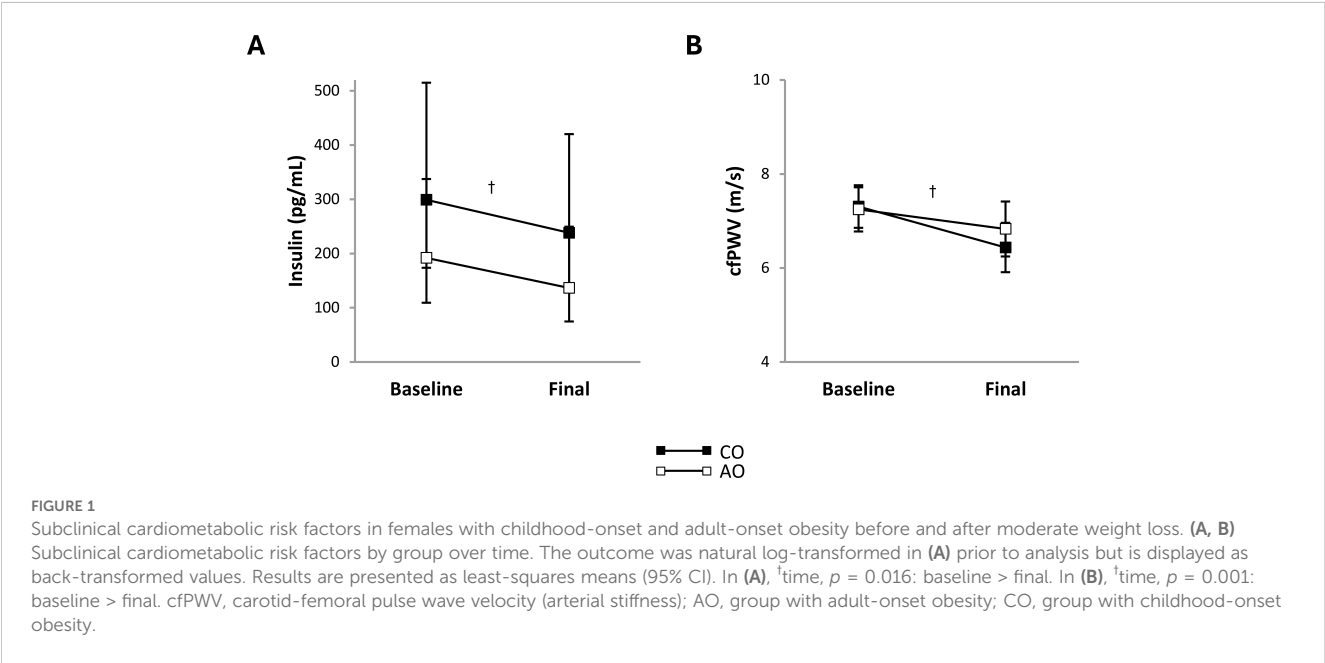 A
B
500
400
300
200
100
0
Insulin (pg/mL)
†
Baseline Final
10
8
6
4
cfPWV (m/s)
†
Baseline Final
CO
AO
FIGURE 1
Subclinical cardiometabolic risk factors in females with childhood-onset and adult-onset obesity before and after moderate weight loss. (A, B)
Subclinical cardiometabolic risk factors by group over time. The outcome was natural log-transformed in (A) prior to analysis but is displayed as
back-transformed values. Results are presented as least-squares means (95% CI). In (A), †time, p = 0.016: baseline > final. In (B), †time, p = 0.001:
baseline > final. cfPWV, carotid-femoral pulse wave velocity (arterial stiffness); AO, group with adult-onset obesity; CO, group with childhood-onset
obesity.